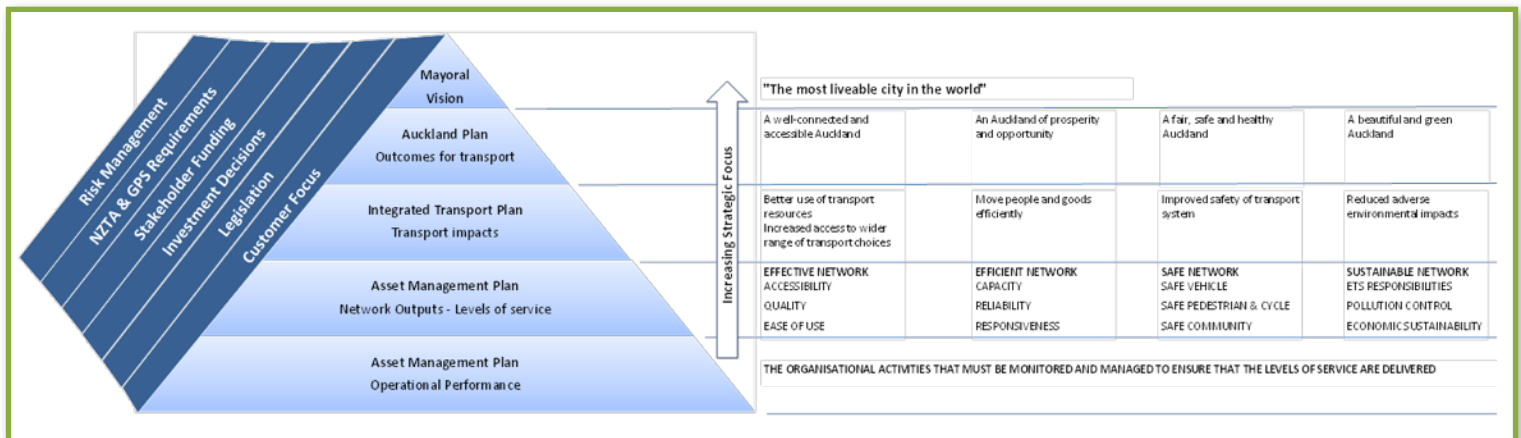 Risk Management
NZTA & GPS Requirements
Stakeholder Funding
Investment Decisions
Legislation
Customer Focus
Mayoral
Vision
Auckland Plan
Outcomes for transport
Integrated Transport Plan
Transport impacts
Asset Management Plan
Network Outputs - Levels of service
Asset Management Plan
Operational Performance
Increasing Strategic Focus
"The most liveable city in the world"
A well-connected and
accessible Auckland
An Auckland of prosperity
and opportunity
A fair, safe and healthy
Auckland
A beautiful and green
Auckland
Better use of transport
resources
Increased access to wider
range of transport choices
Move people and goods
efficiently
Improved safety of transport
system
Reduced adverse
environmental impacts
EFFECTIVE NETWORK
ACCESSIBILITY
QUALITY
EASE OF USE
EFFICIENT NETWORK
CAPACITY
RELIABILITY
RESPONSIVENESS
SAFE NETWORK
SAFE VEHICLE
SAFE PEDESTRIAN & CYCLE
SAFE COMMUNITY
SUSTAINABLE NETWORK
ETS RESPONSIBILITIES
POLLUTION CONTROL
ECONOMIC SUSTAINABILITY
THE ORGANISATIONAL ACTIVITIES THAT MUST BE MONITORED AND MANAGED TO ENSURE THAT THE LEVELS OF SERVICE ARE DELIVERED